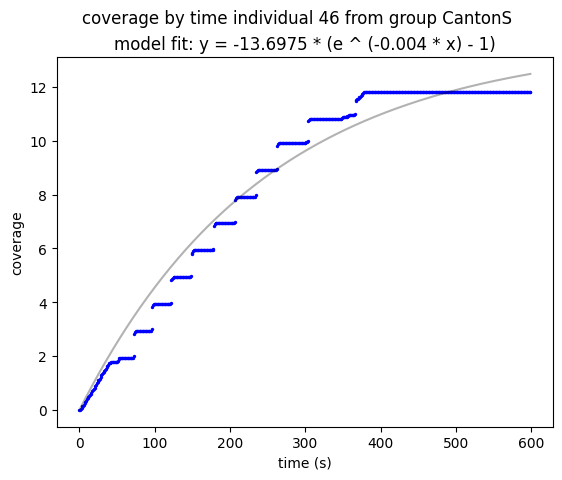 coverage by time individual 46 from group CantonS
model fit: y = -13.6975 * (e ^ (-0.004 * x) - 1)
12
10
8
6
4
2
0
coverage
0 100 200 300 400 500 600
time (s)